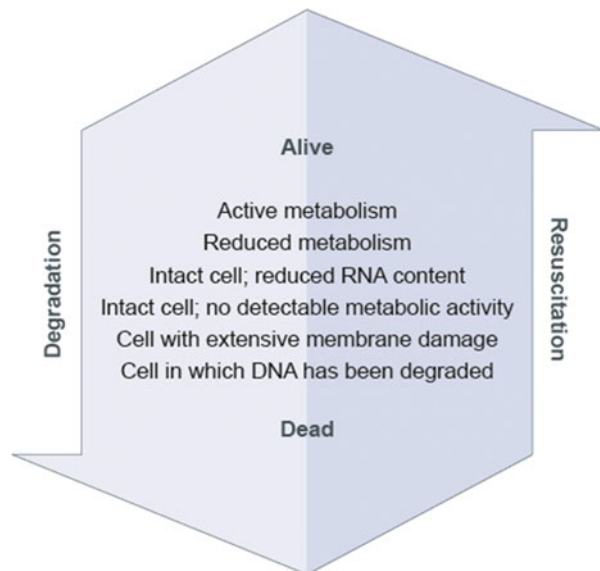 Alive
Active metabolism
Reduced metabolism
Intact cell; reduced RNA content
Intact cell; no detectable metabolic activity
Cell with extensive membrane damage
Cell in which DNA has been degraded
Dead
Degradation
Resuscitation